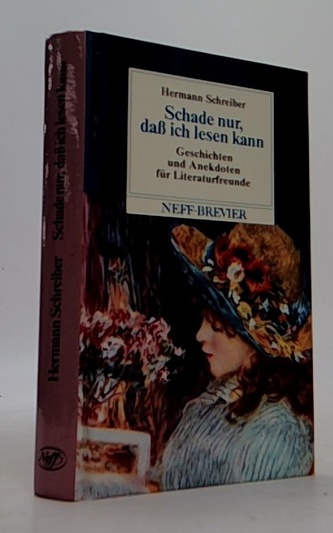 Hermann Schreiber
Schade nur,
daß ich lesen kann
Geschichten
und Anekdoten
für Literaturfreunde
NEFF-BREVIER
Hermann Schreiber Schade nur, daß ich lesen kann
Neff